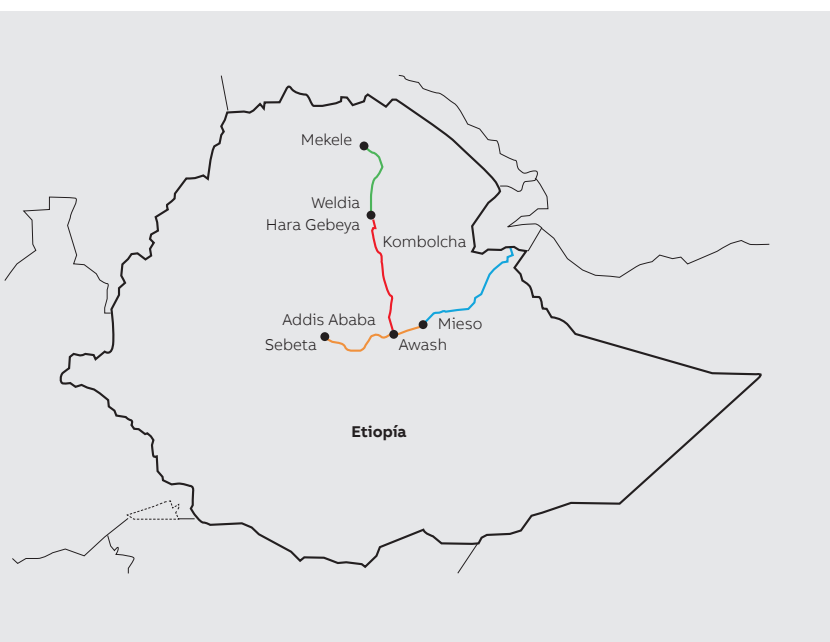 Mekele
Weldia
Hara Gebeya
Kombolcha
Addis Ababa
Mieso
Sebeta
Awash
Etiopía